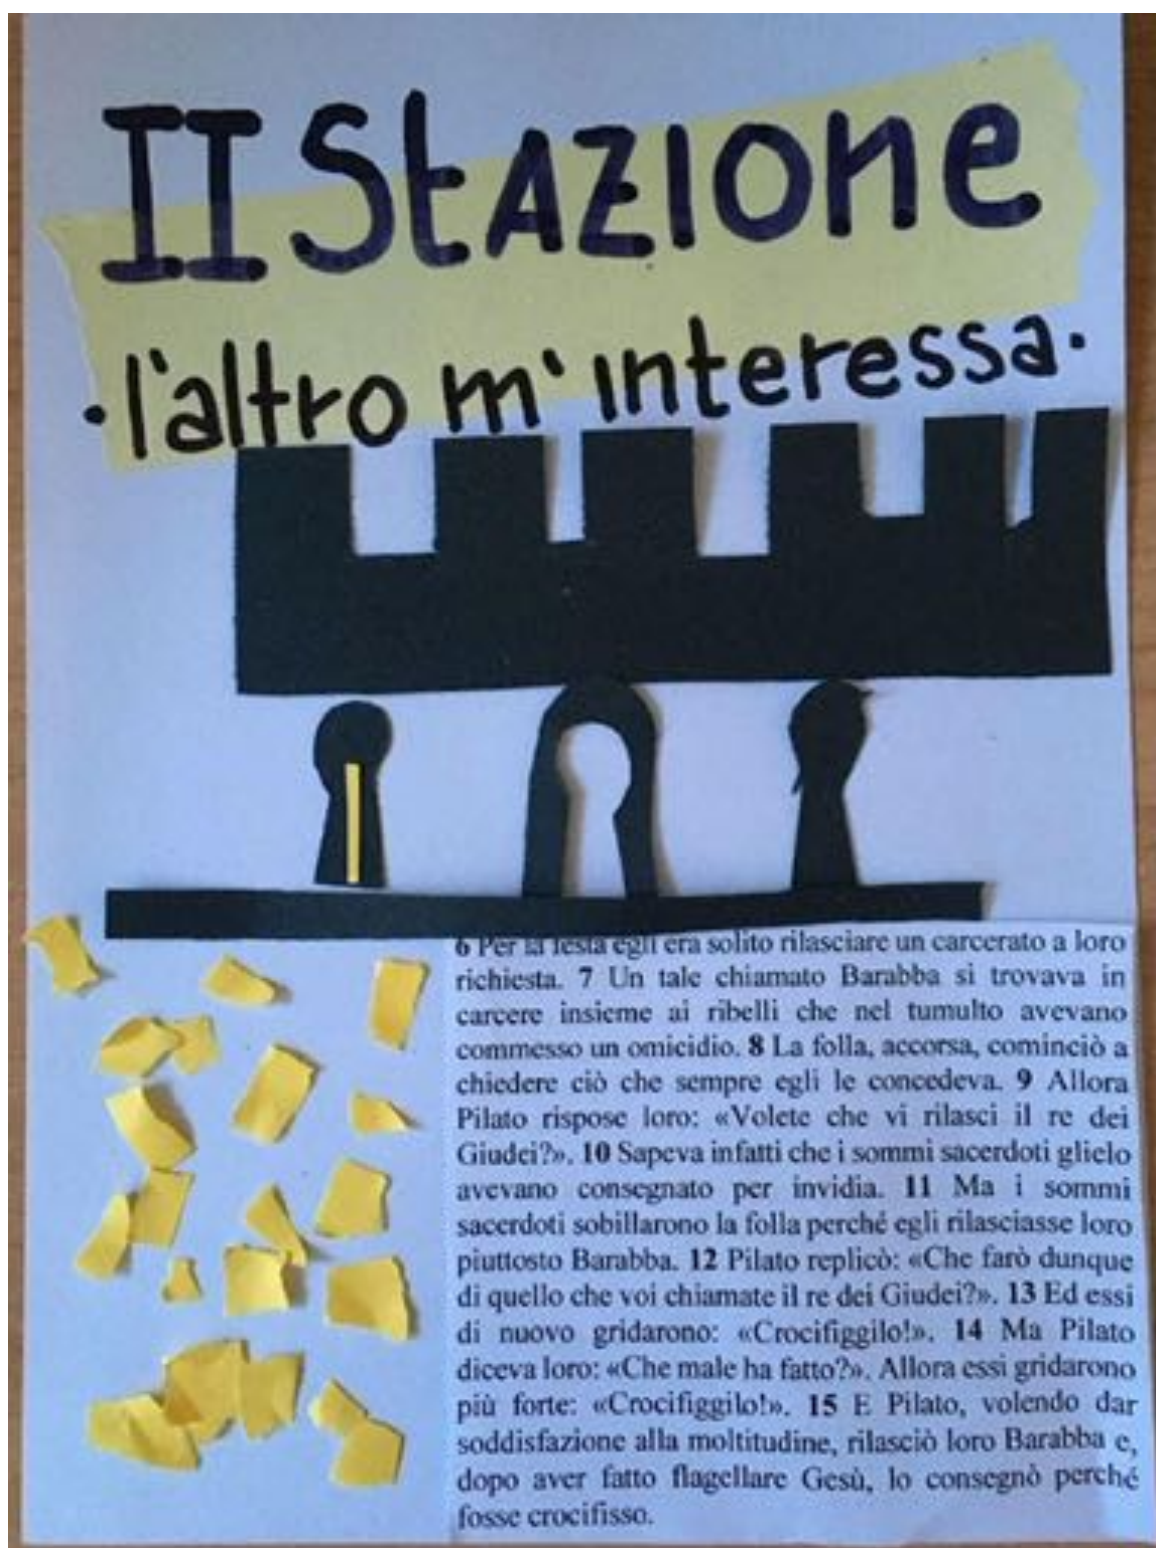 II StAZIONe
·l'altro m'interessa·
6 Per la festa egli era solito rilasciare un carcerato a loro
richiesta. 7 Un tale chiamato Barabba si trovava in
carcere insieme ai ribelli che nel tumulto avevano
commesso un omicidio. 8 La folla, accorsa, cominciò a
chiedere ciò che sempre egli le concedeva. 9 Allora
Pilato rispose loro: «Volete che vi rilasci il re dei
Giudei?». 10 Sapeva infatti che i sommi sacerdoti glielo
avevano consegnato per invidia. 11 Ma i sommi
sacerdoti sobillarono la folla perché egli rilasciasse loro
piuttosto Barabba. 12 Pilato replicò: «Che farò dunque
di quello che voi chiamate il re dei Giudei?». 13 Ed essi
di nuovo gridarono: «Crocifiggilo!». 14 Ma Pilato
diceva loro: «Che male ha fatto?». Allora essi gridarono
più forte: «Crocifiggilo!». 15 E Pilato, volendo dar
soddisfazione alla moltitudine, rilasciò loro Barabba e,
dopo aver fatto flagellare Gesù, lo consegnò perché
fosse crocifisso.